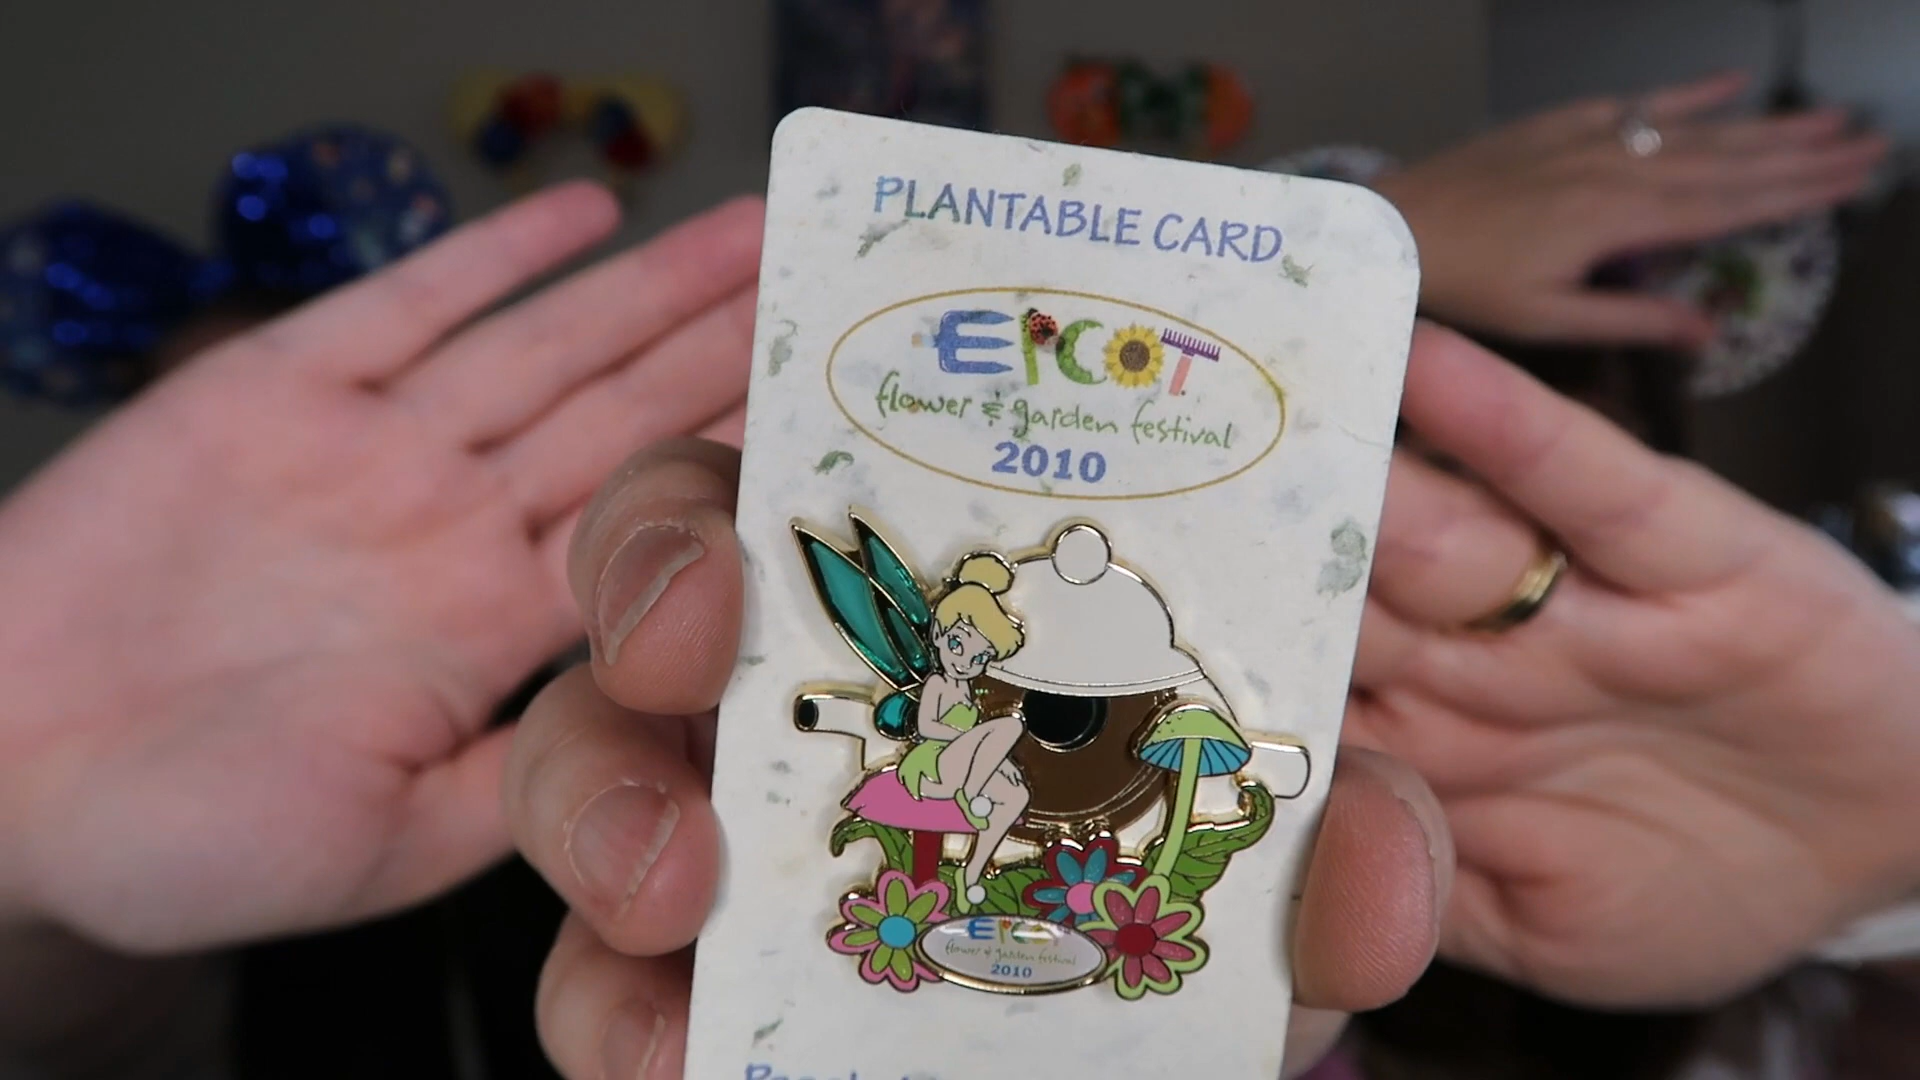 PLANTABLE CARD
EPCOT
flower & garden festival
2010
EPCOT
flower & garden festival
2010